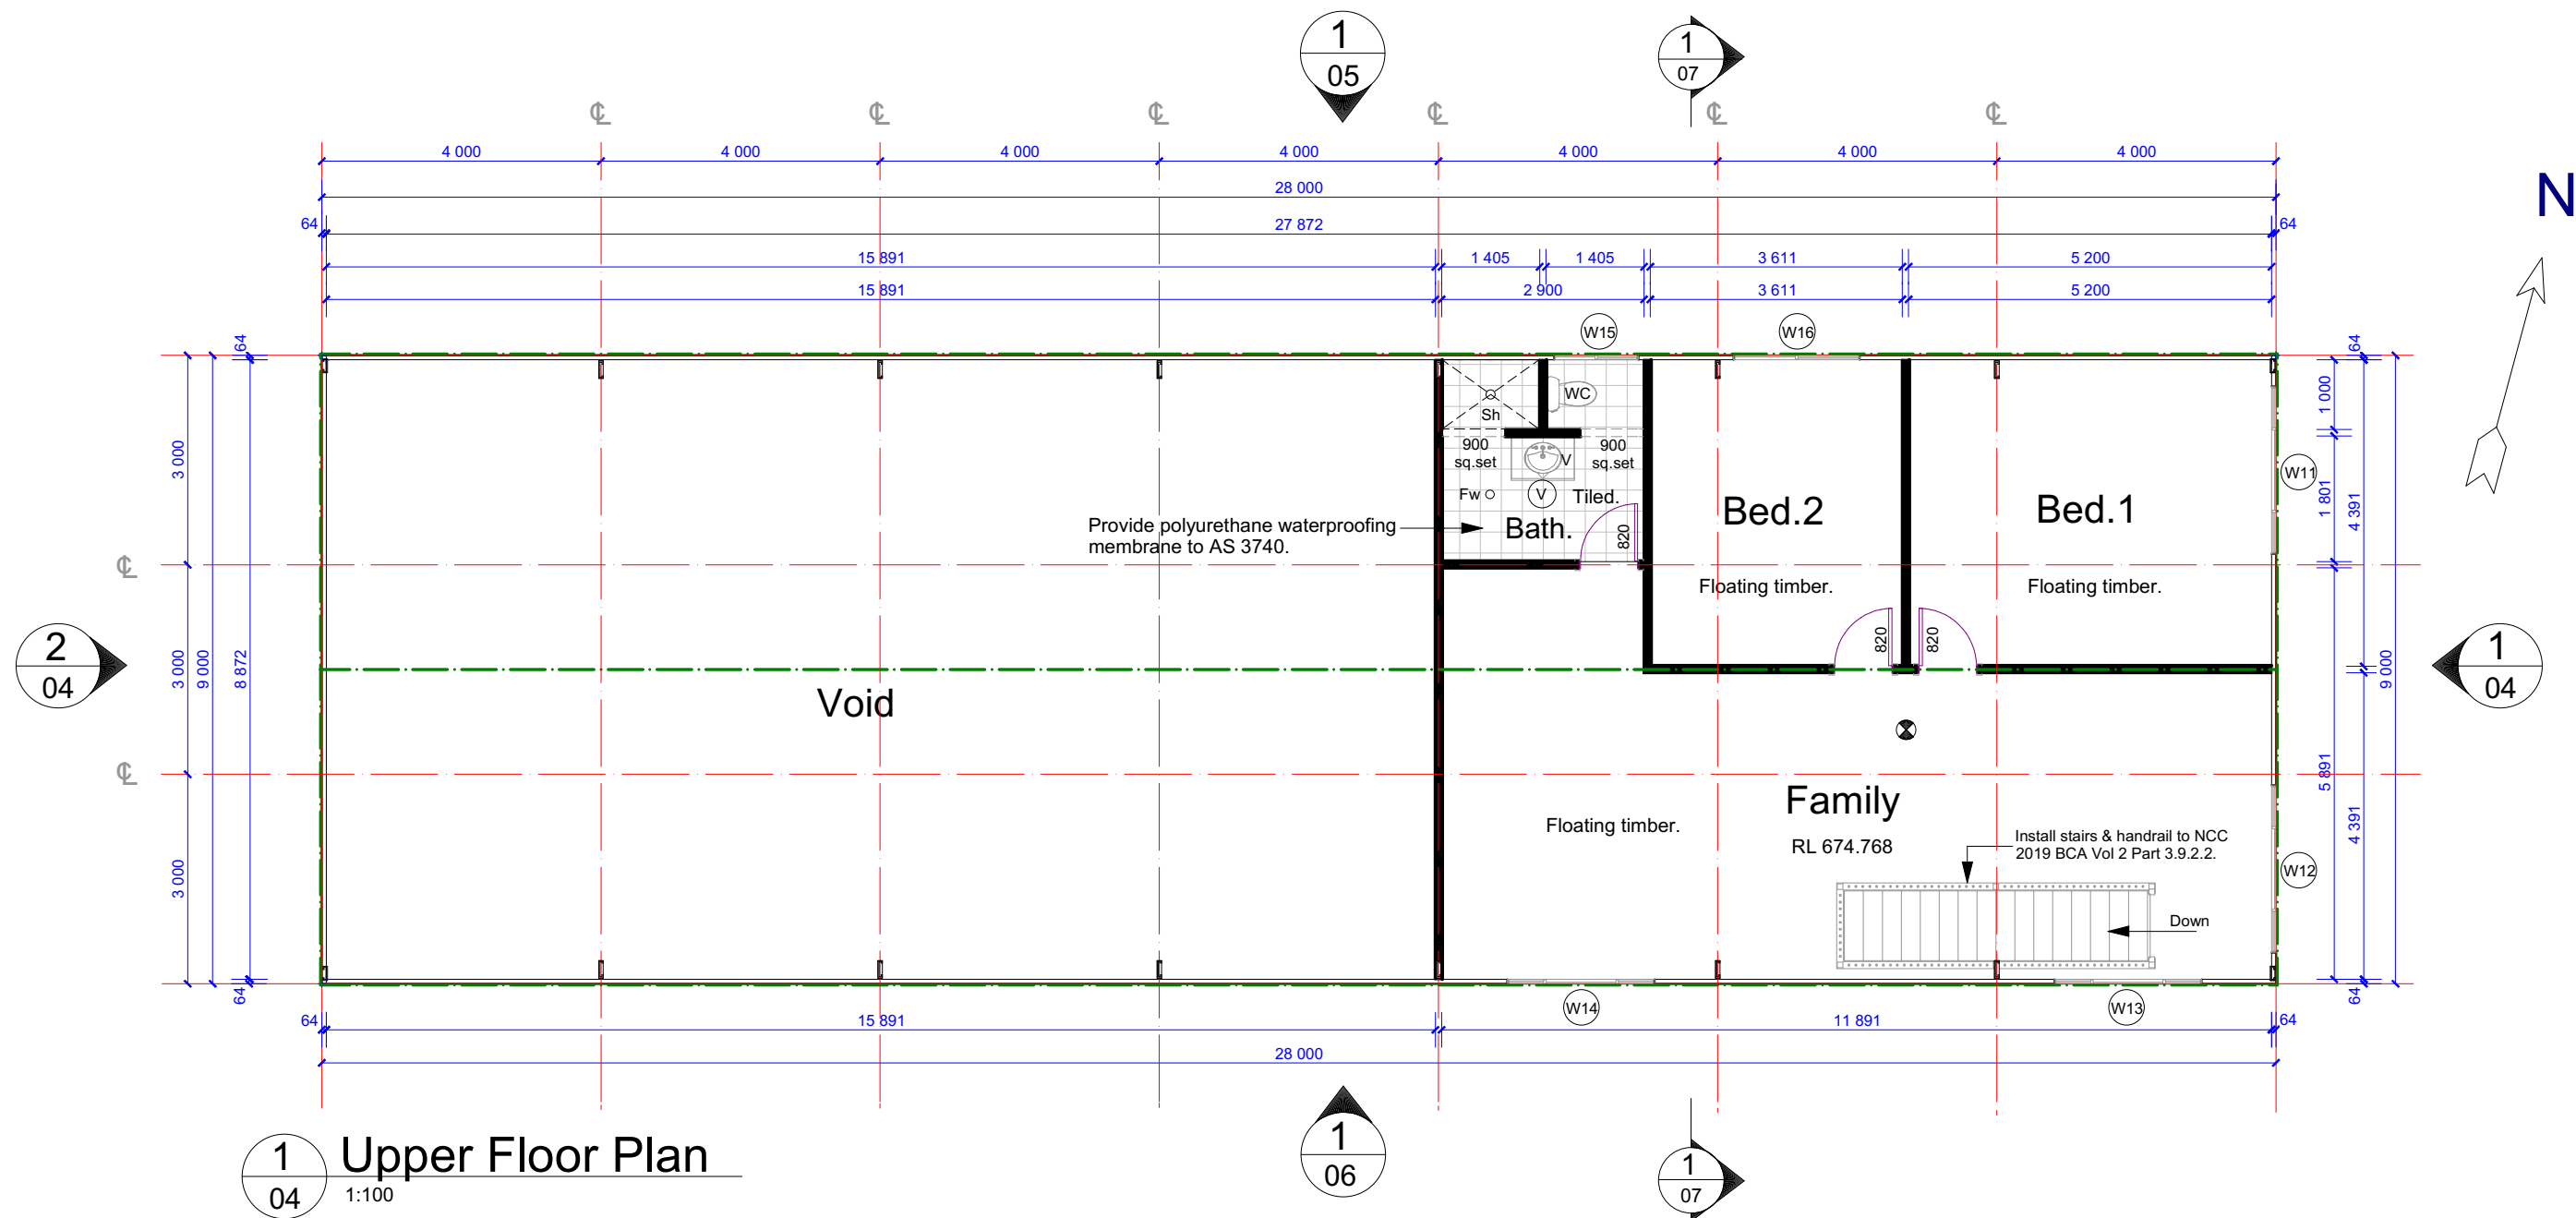 1
05
1
07
℄ ℄ ℄ ℄ ℄ ℄
4 000 4 000 4 000 4 000 4 000 4 000 4 000
28 000
N
64 27 872 64
15 891 1 405 1 405 3 611 5 200
15 891 2 900 3 611 5 200
W15 W16
64 64
3 000
3 000
3 000
9 000
8 872
64
℄
℄
1 000
1 801
5 891
4 391
4 391
9 000
64
W11
W12
WC
Sh
900
sq.set
900
sq.set
V
Fw
V
Tiled.
Bath.
820
Provide polyurethane waterproofing
membrane to AS 3740.
Bed.2
Floating timber.
820
Bed.1
Floating timber.
820
2
04
1
04
Void
Family
RL 674.768
Floating timber.
Install stairs & handrail to NCC
2019 BCA Vol 2 Part 3.9.2.2.
Down
W14 W13
64 15 891 11 891 64
28 000
1
04
Upper Floor Plan
1:100
1
06
1
07